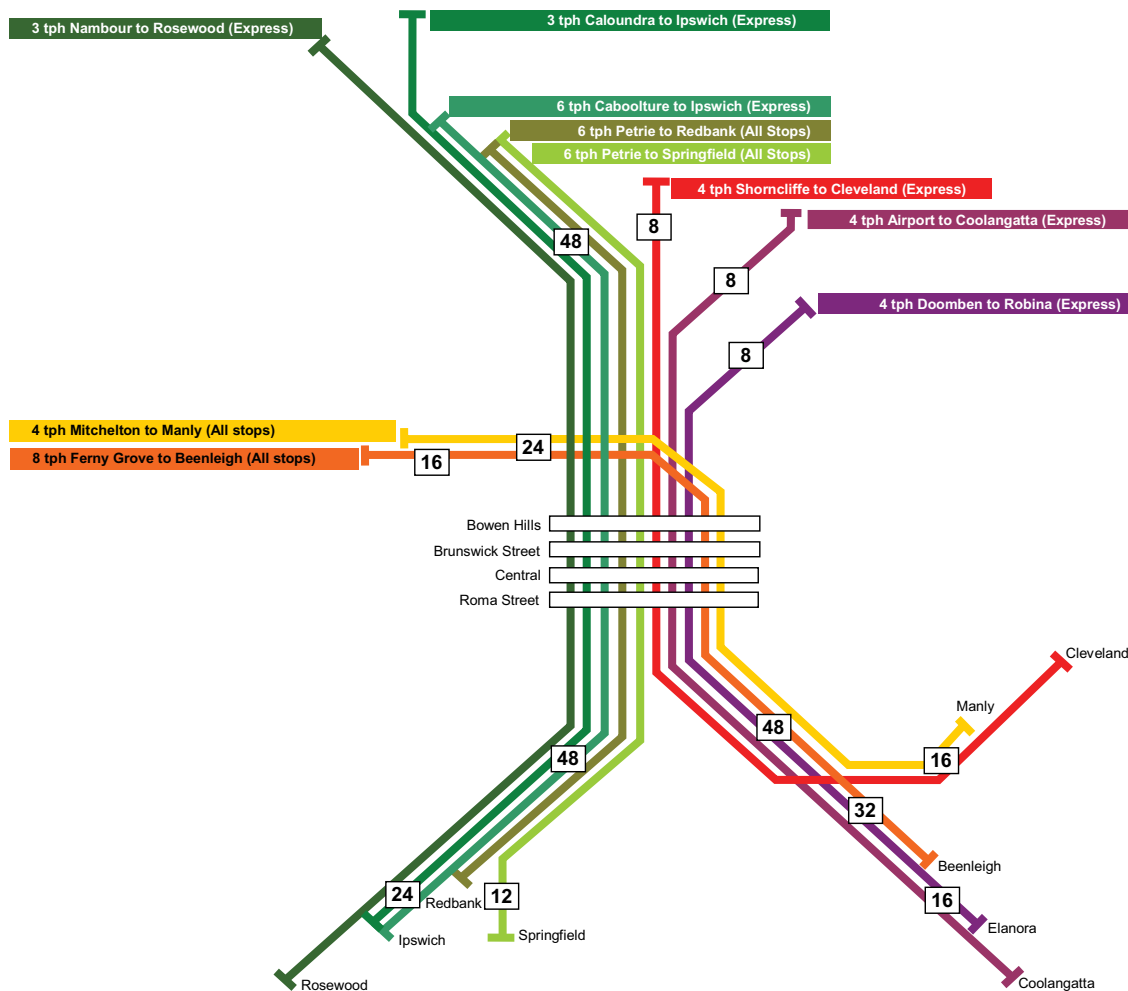 3 tph Nambour to Rosewood (Express)
3 tph Caloundra to Ipswich (Express)
6 tph Caboolture to Ipswich (Express)
6 tph Petrie to Redbank (All Stops)
6 tph Petrie to Springfield (All Stops)
4 tph Shorncliffe to Cleveland (Express)
4 tph Airport to Coolangatta (Express)
8
48
8
4 tph Doomben to Robina (Express)
8
4 tph Mitchelton to Manly (All stops)
24
8 tph Ferny Grove to Beenleigh (All stops)
16
Bowen Hills
Brunswick Street
Central
Roma Street
Cleveland
Manly
48
48
16
32
Beenleigh
24
12
16
Redbank
Ipswich
Springfield
Elanora
Rosewood
Coolangatta